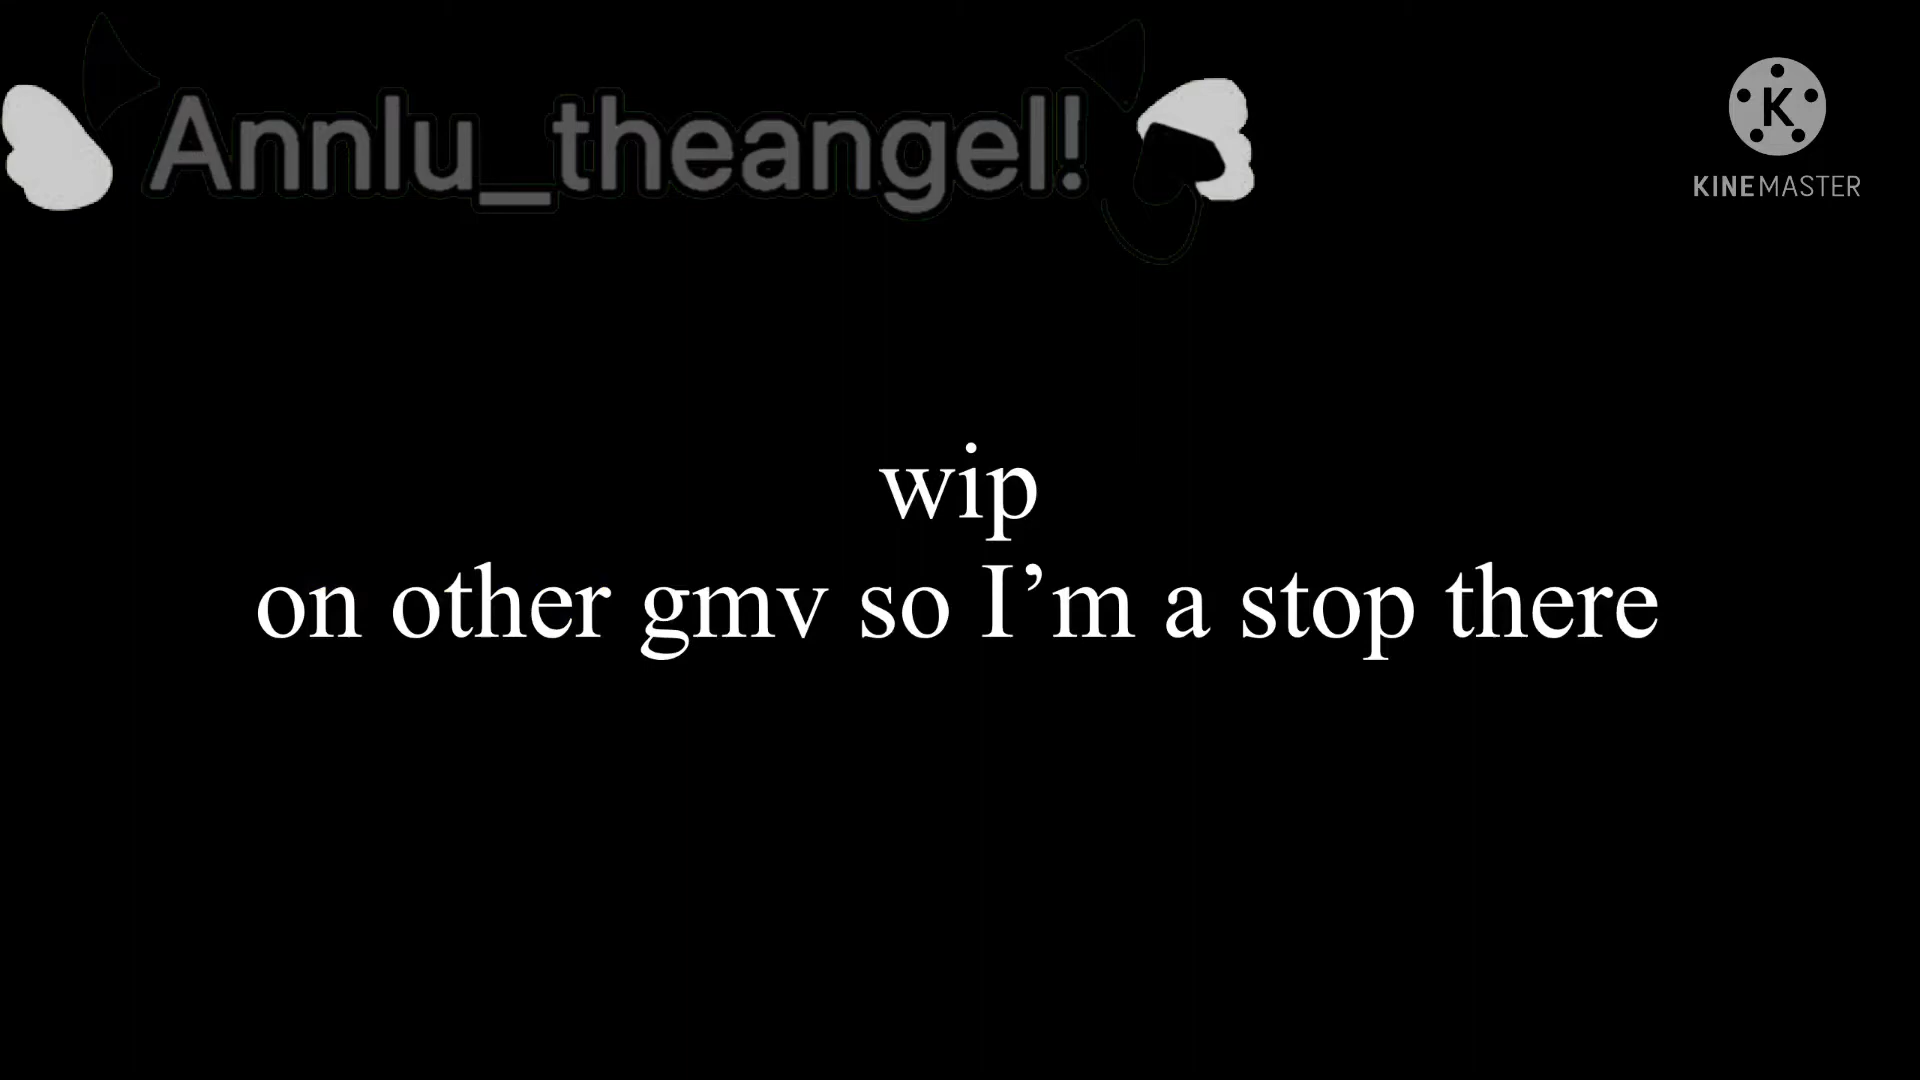 Annlu_theangel!
K
KINEMASTER
wip
on other gmv so I’m a stop there